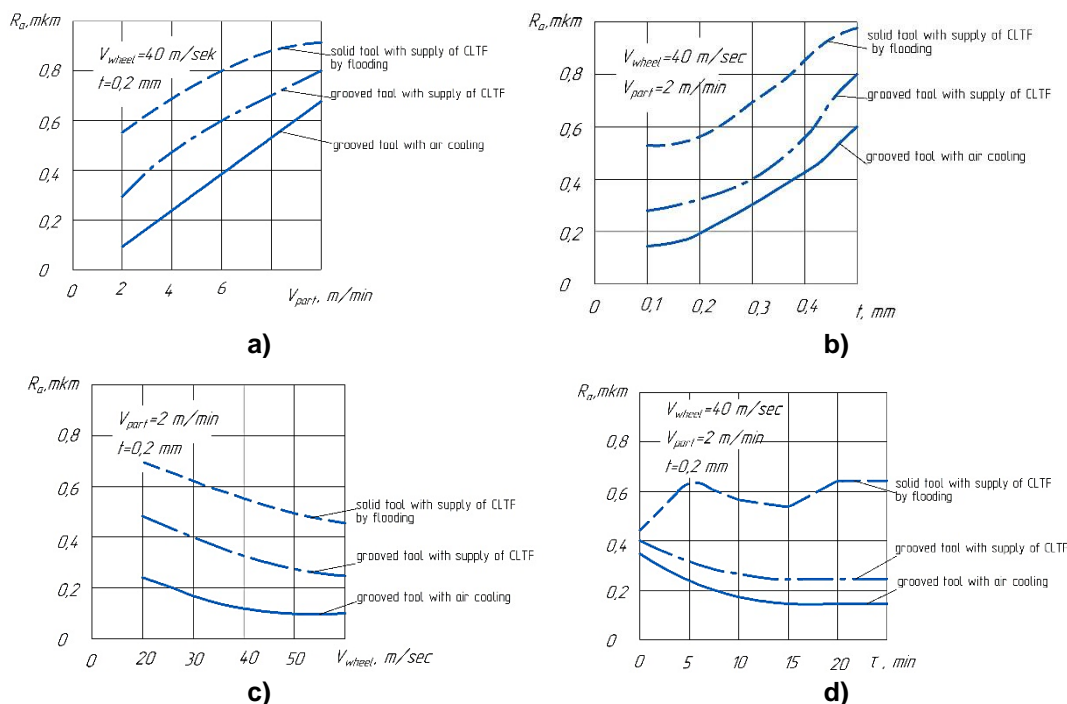 Ra, mkm
Vwheel=40 m/sek
t=0,2 mm
0,8
0,6
0,4
0,2
0
0
2
4
6
Vpart, m/min
solid tool with supply of CLTF
by flooding
grooved tool with supply of CLTF
grooved tool with air cooling
a)
Ra, mkm
Vwheel=40 m/sec
Vpart=2 m/min
0,8
0,6
0,4
0,2
0
0
0,1
0,2
0,3
0,4
t, mm
solid tool with supply of CLTF
by flooding
grooved tool with supply of CLTF
grooved tool with air cooling
b)
Ra, mkm
Vpart=2 m/min
t=0,2 mm
0,8
0,6
0,4
0,2
0
0
20
30
40
50
Vwheel, m/sec
solid tool with supply of CLTF
by flooding
grooved tool with supply of CLTF
grooved tool with air cooling
c)
Ra, mkm
Vwheel=40 m/sec
Vpart=2 m/min
t=0,2 mm
0,8
0,6
0,4
0,2
0
0
5
10
15
20
τ, min
solid tool with supply of CLTF
by flooding
grooved tool with supply of CLTF
grooved tool with air cooling
d)